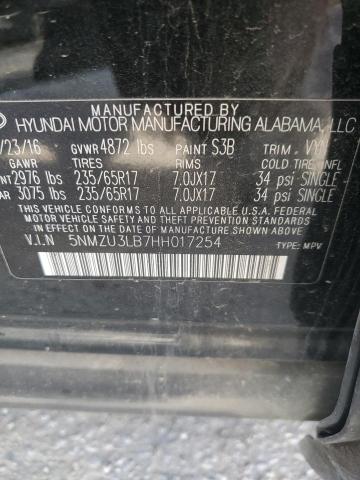 MANUFACTURED BY
HYUNDAI MOTOR MANUFACTURING ALABAMA, LLC
/23/16 GVWR 4872 lbs PAINT S3B TRIM
GAWR TIRES RIMS COLD TIRE INFL.
NT 2976 lbs 235/65R17 7.0JX17 34 psi SINGLE
AR 3075 lbs 235/65R17 7.0JX17 34 psi SINGLE
THIS VEHICLE CONFORMS TO ALL APPLICABLE U.S.A. FEDERAL
MOTOR VEHICLE SAFETY, BUMPER, AND THEFT
PREVENTION STANDARDS IN EFFECT ON THE DATE OF
MANUFACTURE SHOWN ABOVE.
V.I.N 5NMZU3LB7HH017254 TYPE: MPV